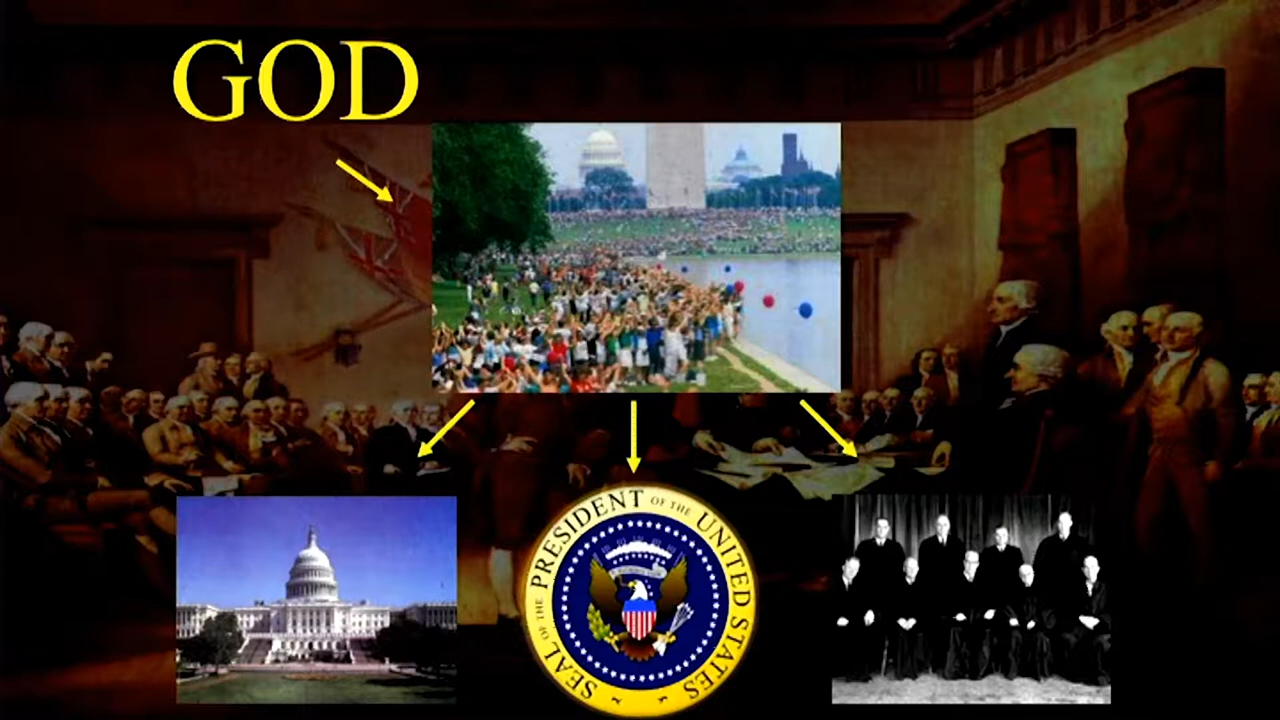 GOD
SEAL OF THE PRESIDENT OF THE UNITED STATES